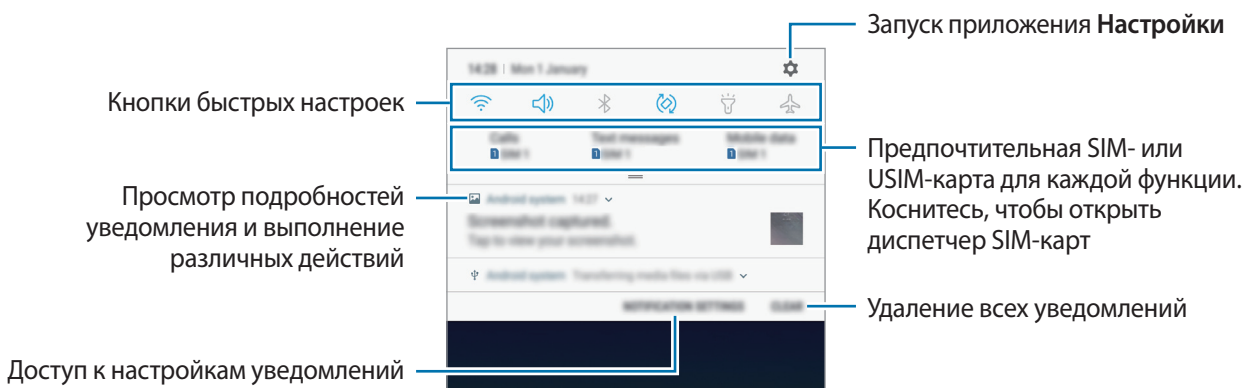 Запуск приложения Настройки
14:28 | Mon 1 January
Кнопки быстрых настроек
Calls Text messages Mobile data
1 SIM 1 1 SIM 1 1 SIM 1
Предпочтительная SIM- или
USIM-карта для каждой функции.
Коснитесь, чтобы открыть
диспетчер SIM-карт
Просмотр подробностей
уведомления и выполнение
различных действий
Android system 14:27
Screenshot captured.
Tap to view your screenshot.
Android system Transferring media files via USB
NOTIFICATION SETTINGS CLEAR
Удаление всех уведомлений
Доступ к настройкам уведомлений